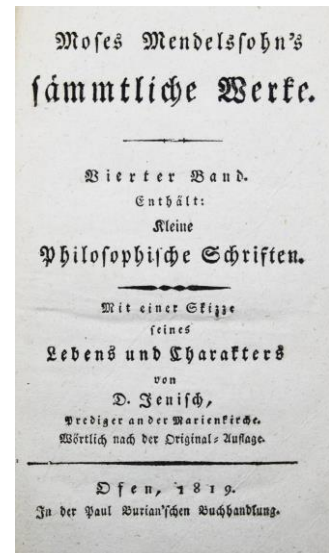 Moses Mendelssohn's
sämmtliche Werke.
Vierter Band.
Enthält:
Kleine
Philosophische Schriften.
Mit einer Skizze
seines
Lebens und Charakters
von
D. Jenisch,
Prediger an der Marienkirche.
Wörtlich nach der Original-Auflage.
Ofen, 1819.
In der Paul Burian'schen Buchhandlung.